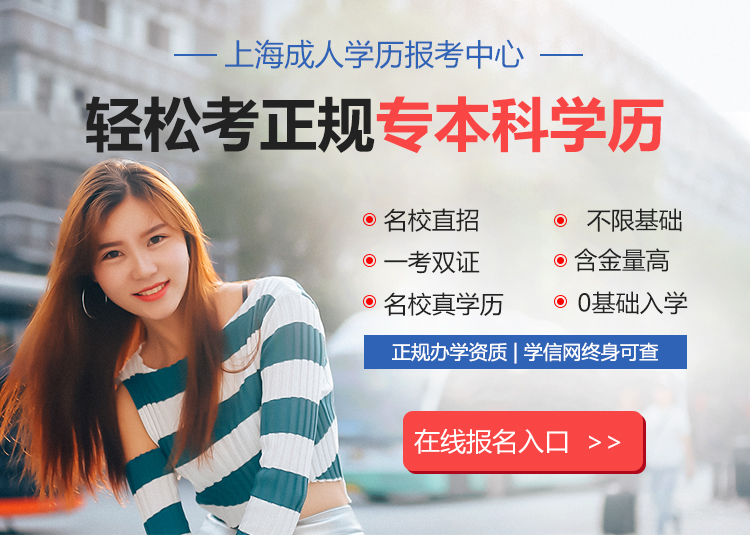 上海成人学历报考中心
轻松考正规专本科学历
名校直招
不限基础
一考双证
含金量高
名校真学历
0基础入学
正规办学资质 | 学信网终身可查
在线报名入口 >>